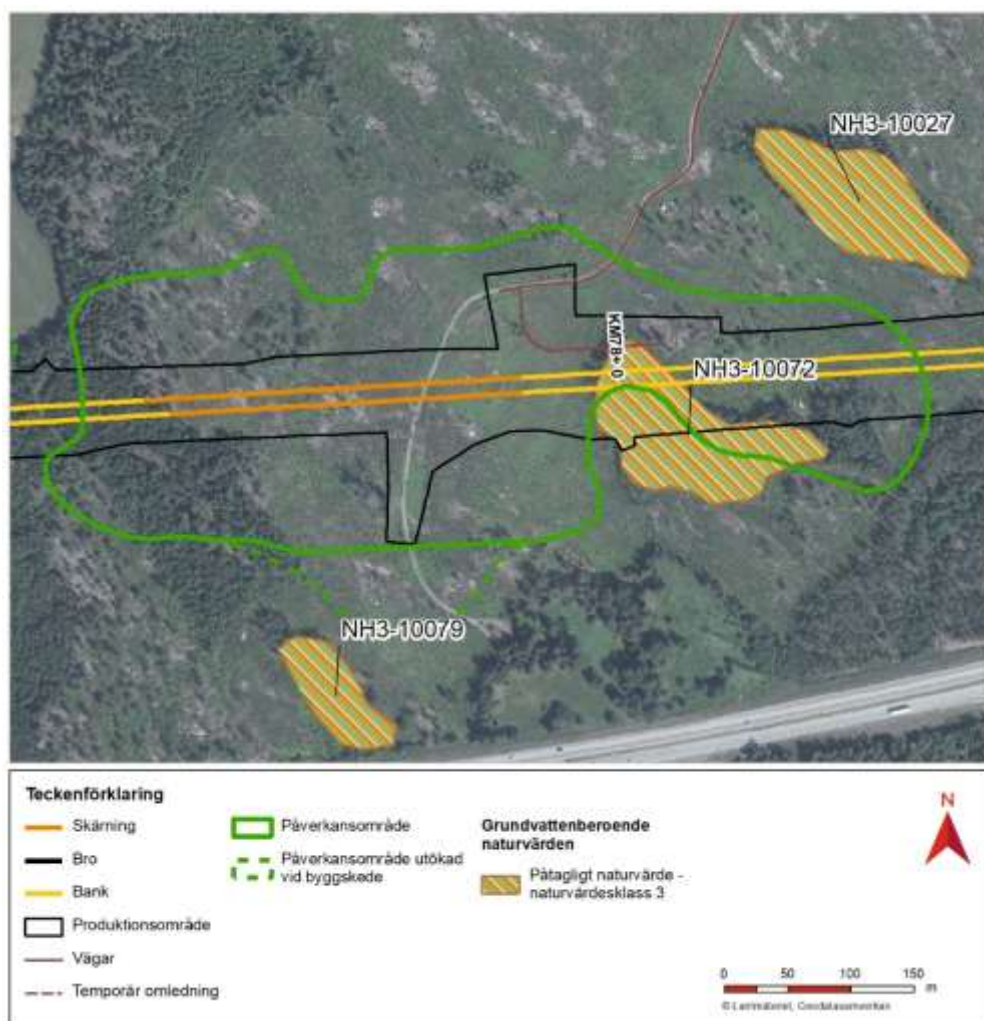 NH3-10027
KM78+ 0
NH3-10072
NH3-10079
Teckenförklaring
Skärning
Bro
Bank
Produktionsområde
Vägar
Temporär omledning
Påverkansområde
Påverkansområde utökad
vid byggskede
Grundvattenberoende
naturvärden
Påtagligt naturvärde -
naturvärdesklass 3
N
0 50 100 150
m
© Lantmäteriet, Geodatasamverkan